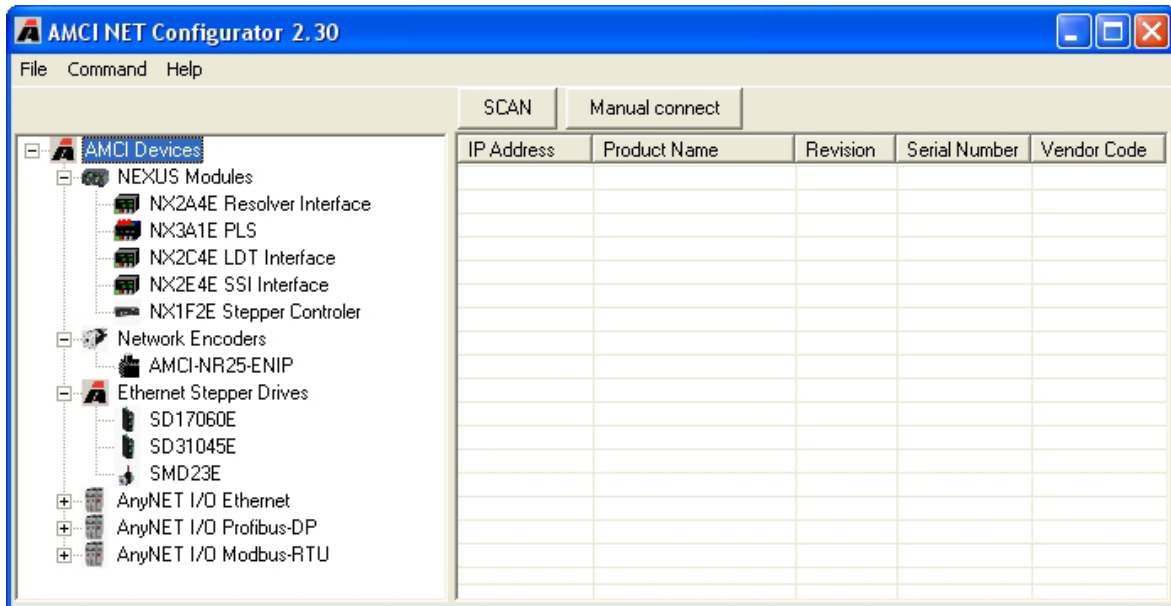 AMCI NET Configurator 2.30
File Command Help
SCAN Manual connect
AMCI Devices
NEXUS Modules
NX2A4E Resolver Interface
NX3A1E PLS
NX2C4E LDT Interface
NX2E4E SSI Interface
NX1F2E Stepper Controler
Network Encoders
AMCI-NR25-ENIP
Ethernet Stepper Drives
SD17060E
SD31045E
SMD23E
AnyNET I/O Ethernet
AnyNET I/O Profibus-DP
AnyNET I/O Modbus-RTU
IP Address Product Name Revision Serial Number Vendor Code